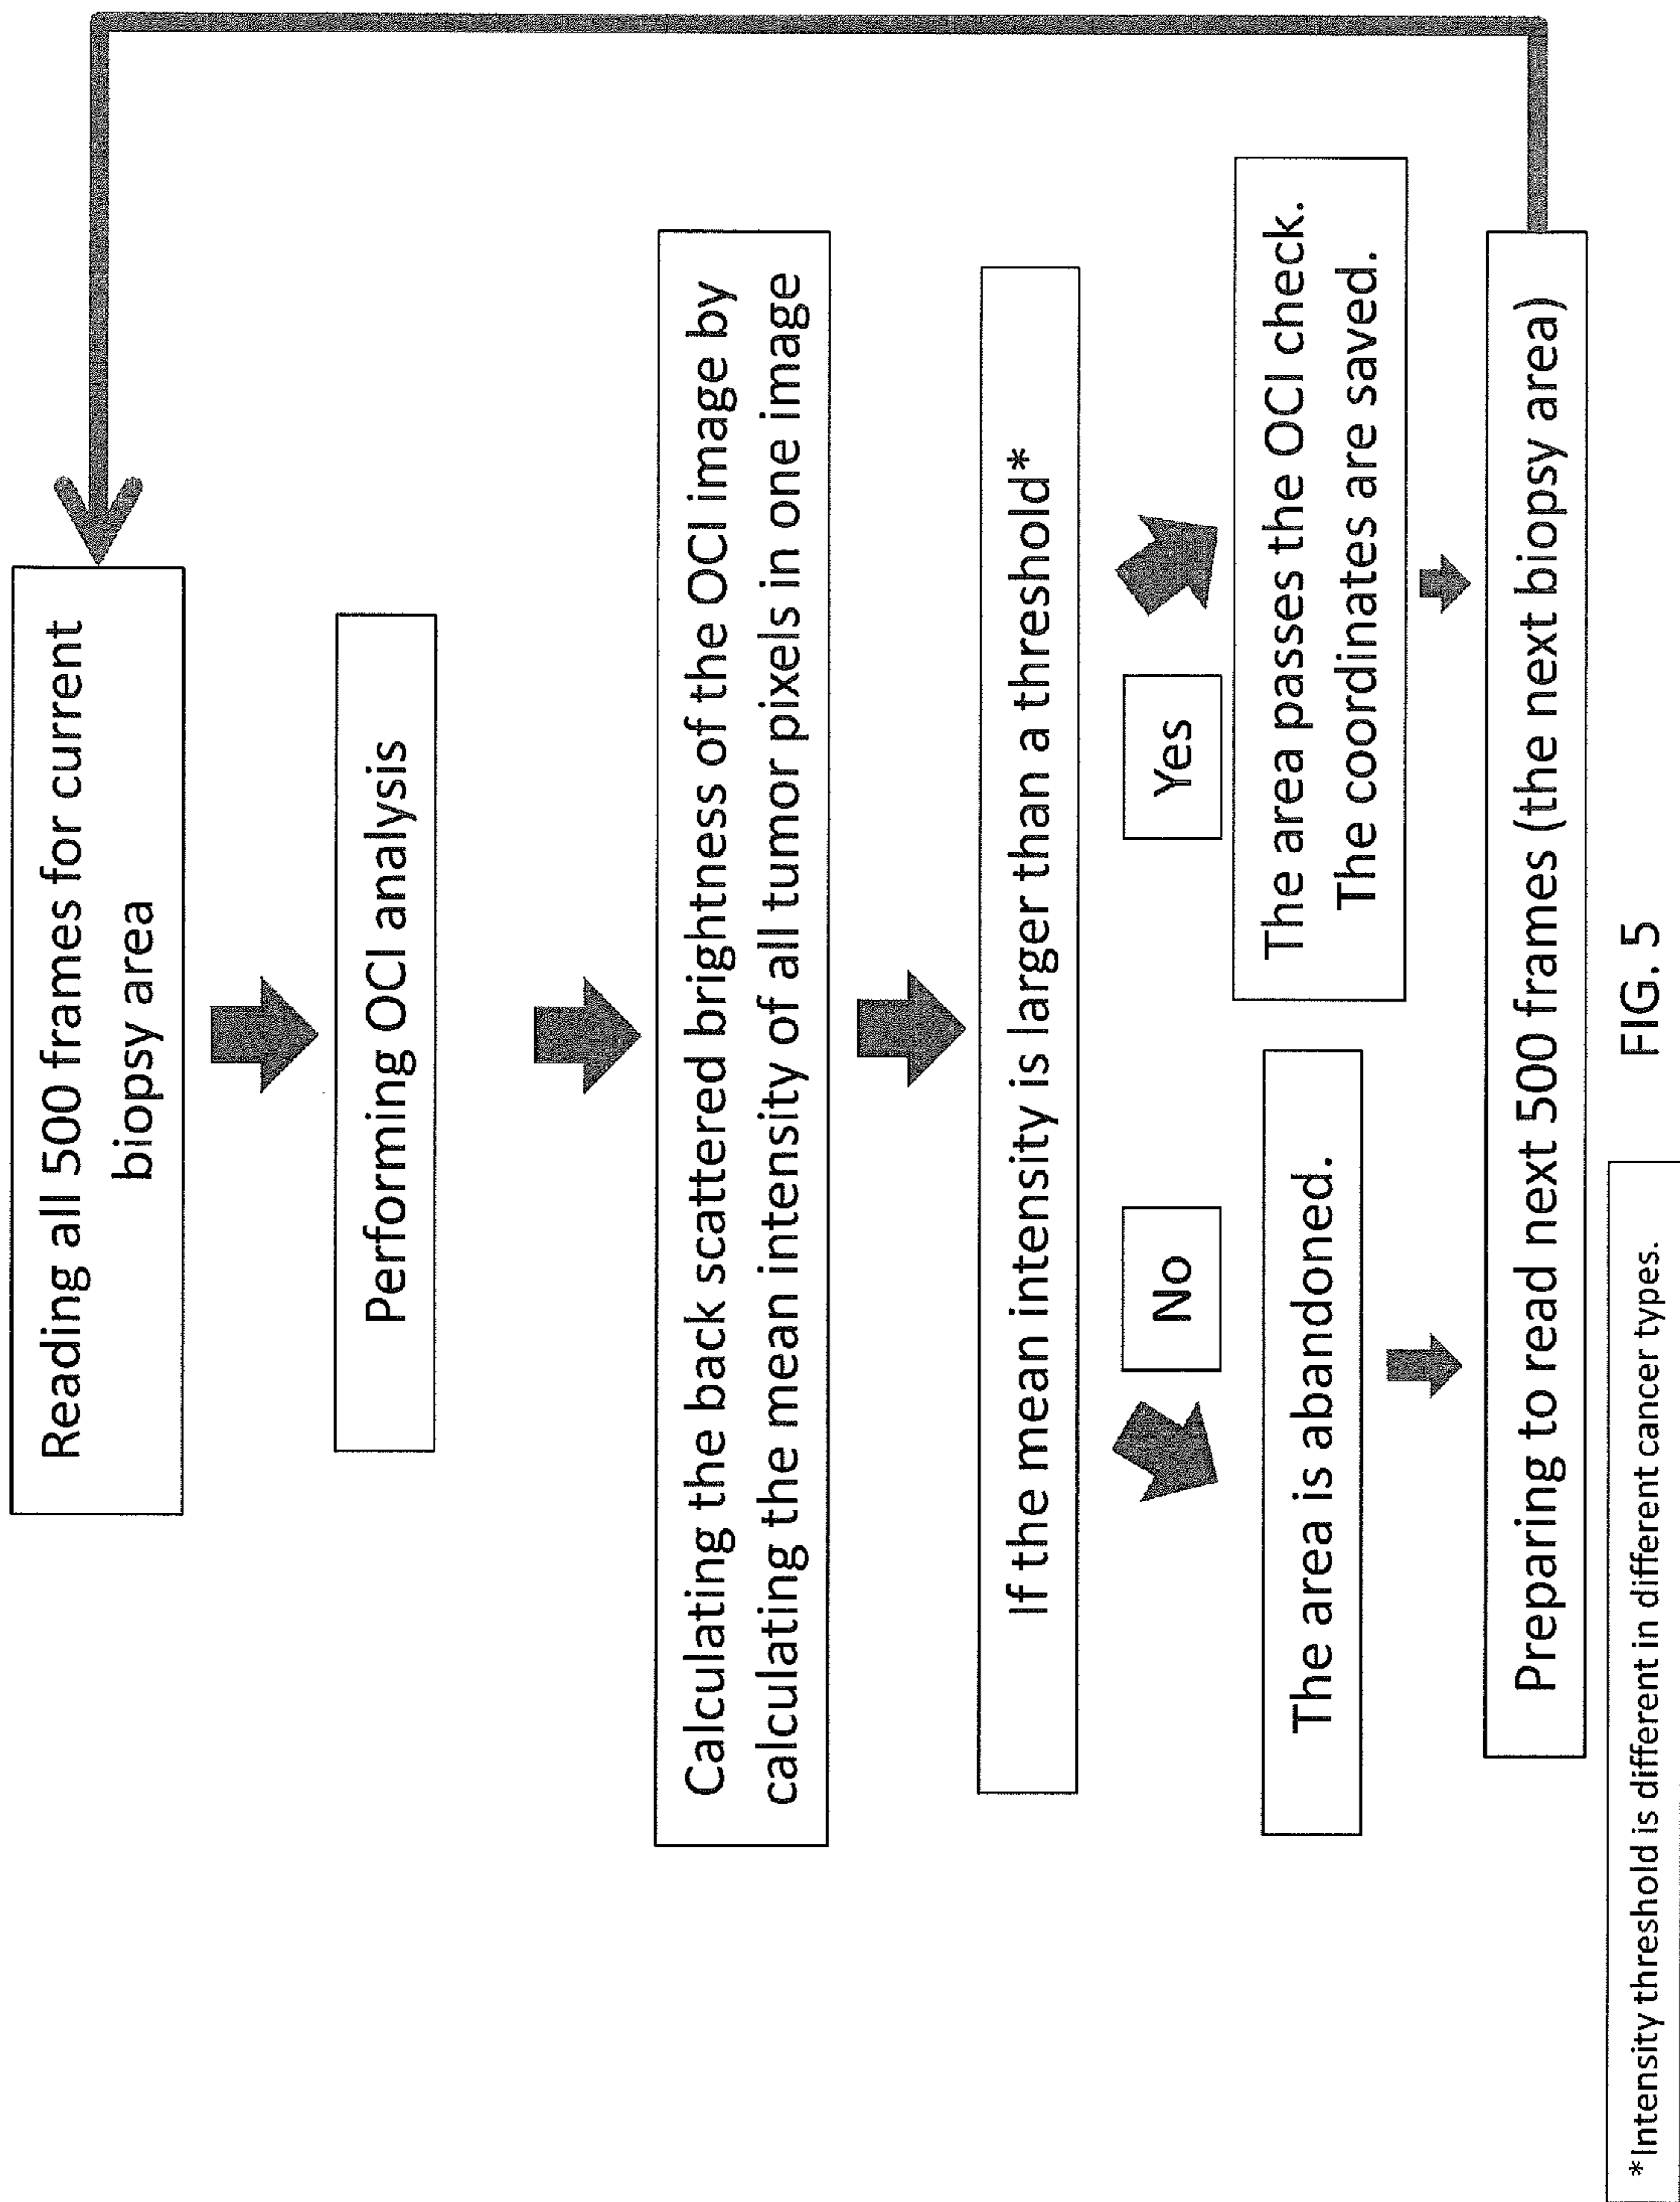 Reading all 500 frames for current
biopsy area
Performing OCI analysis
Calculating the back scattered brightness of the OCI image by
calculating the mean intensity of all tumor pixels in one image
If the mean intensity is larger than a threshold*
No
Yes
The area is abandoned.
The area passes the OCI check.
The coordinates are saved.
Preparing to read next 500 frames (the next biopsy area)
*Intensity threshold is different in different cancer types.
FIG. 5